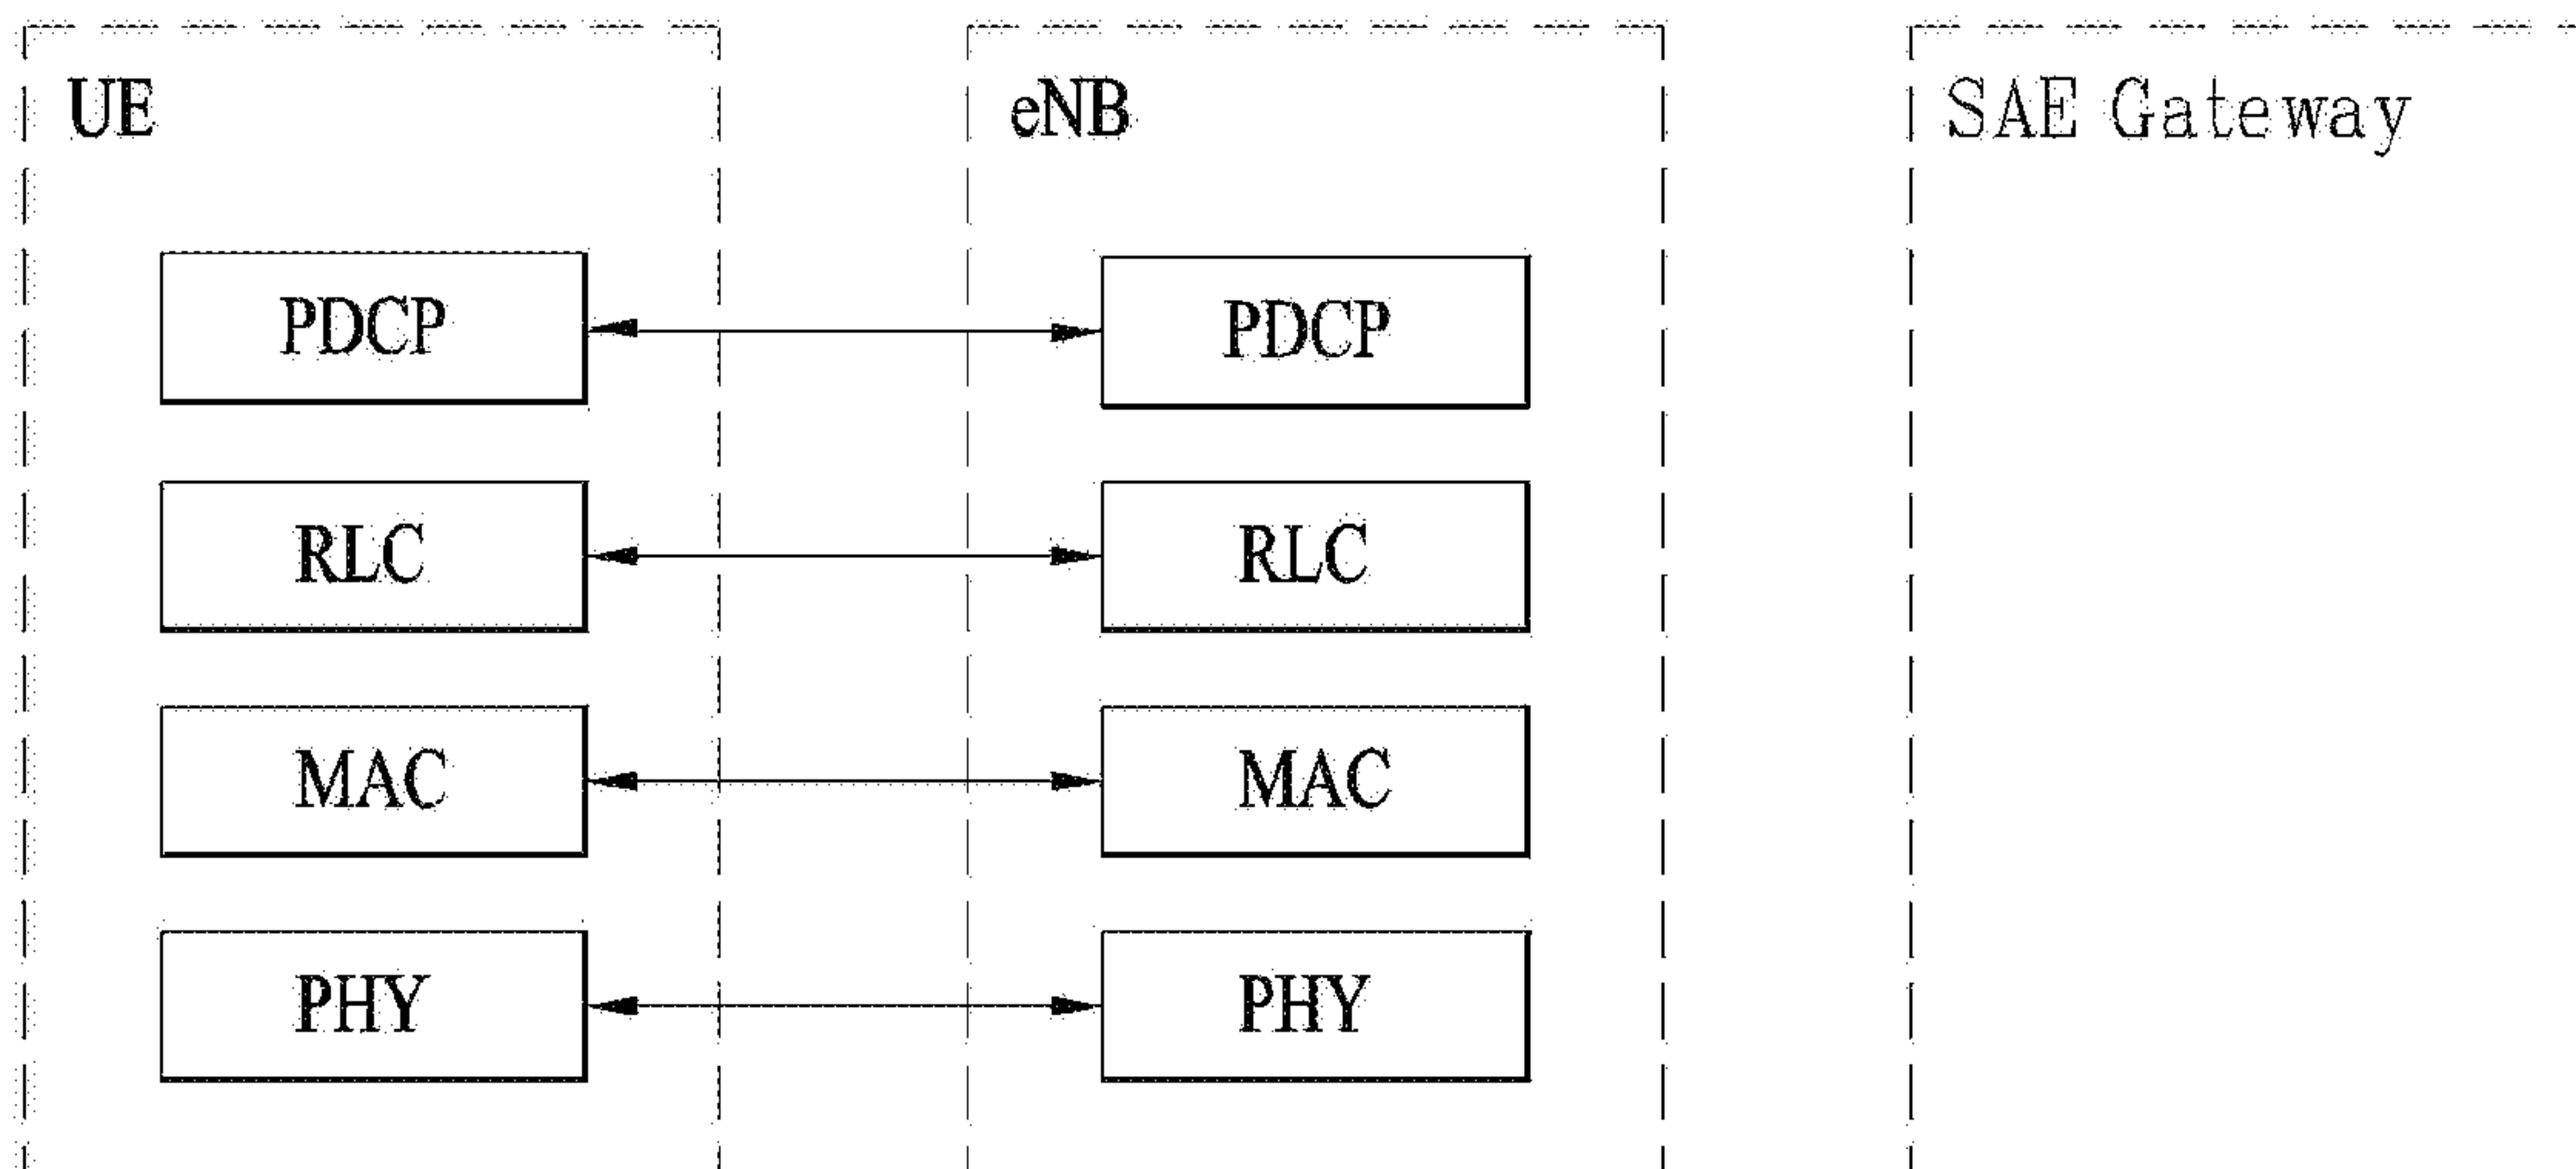 UE
eNB
SAE Gateway
PDCP
PDCP
RLC
RLC
MAC
MAC
PHY
PHY